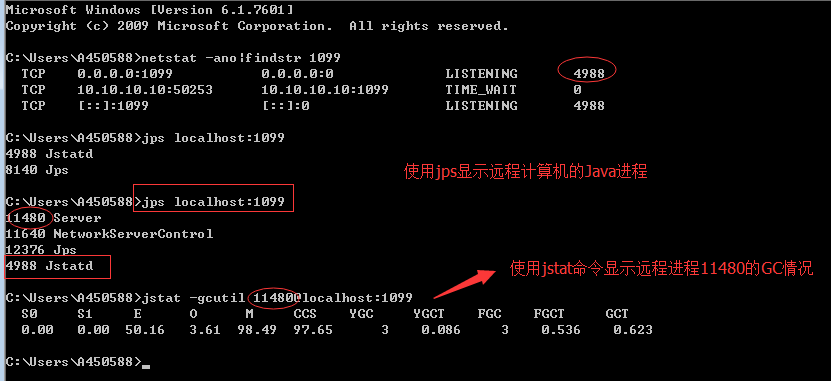 Microsoft Windows [Version 6.1.7601]
Copyright (c) 2009 Microsoft Corporation.  All rights reserved.
C:\Users\A450588>netstat -ano|findstr 1099
TCP    0.0.0.0:1099           0.0.0.0:0              LISTENING       4988
TCP    10.10.10.10:50253      10.10.10.10:1099       TIME_WAIT       0
TCP    [::]:1099              [::]:0                 LISTENING       4988
C:\Users\A450588>jps localhost:1099
4988 Jstatd
8140 Jps
使用jps显示远程计算机的Java进程
C:\Users\A450588>jps localhost:1099
11480 Server
11640 NetworkServerControl
12376 Jps
4988 Jstatd
使用jstat命令显示远程进程11480的GC情况
C:\Users\A450588>jstat -gcutil 11480@localhost:1099
S0     S1     E      O      M     CCS    YGC     YGCT    FGC    FGCT     GCT
0.00   0.00  50.16   3.61  98.49  97.65      3    0.086     3    0.536    0.623
C:\Users\A450588>_